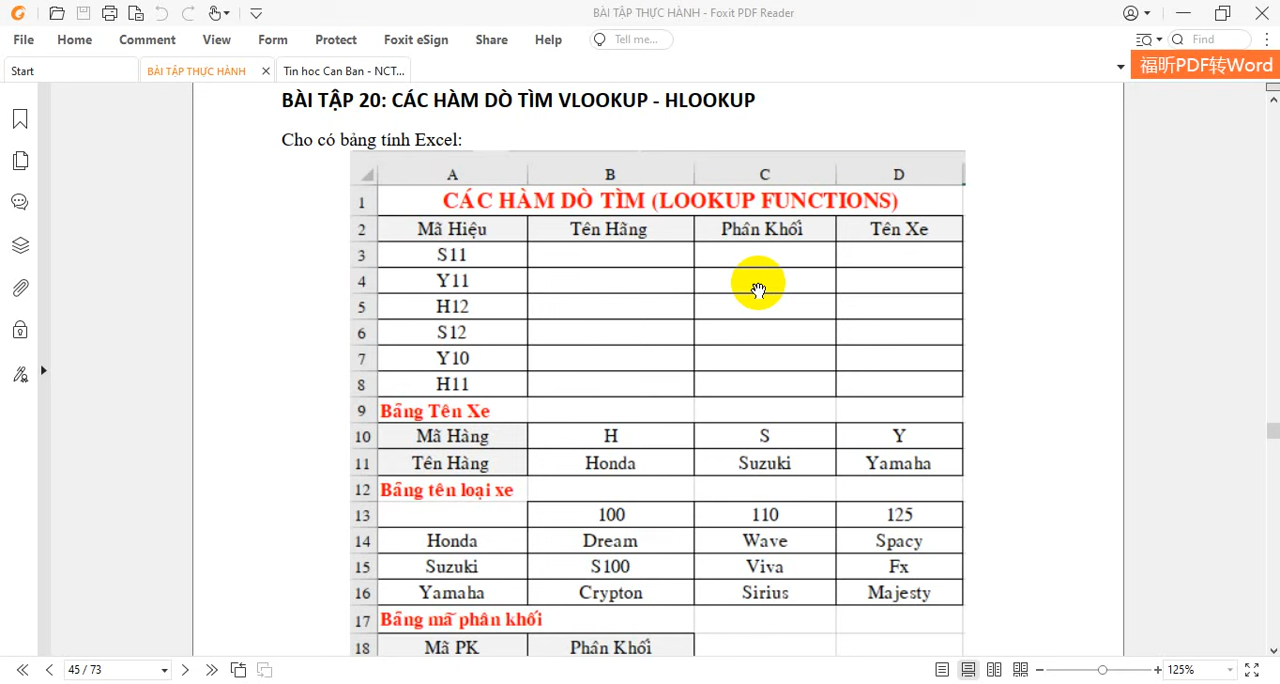 BÀI TẬP THỰC HÀNH - Foxit PDF Reader
File Home Comment View Form Protect Foxit eSign Share Help Tell me... Find
Start BÀI TẬP THỰC HÀNH Tin hoc Can Ban - NCT... 福昕PDF转Word
BÀI TẬP 20: CÁC HÀM DÒ TÌM VLOOKUP - HLOOKUP
Cho có bảng tính Excel:
A B C D
1 CÁC HÀM DÒ TÌM (LOOKUP FUNCTIONS)
2 Mã Hiệu Tên Hãng Phân Khối Tên Xe
3 S11
4 Y11
5 H12
6 S12
7 Y10
8 H11
9 Bảng Tên Xe
10 Mã Hàng H S Y
11 Tên Hàng Honda Suzuki Yamaha
12 Bảng tên loại xe
13 100 110 125
14 Honda Dream Wave Spacy
15 Suzuki S100 Viva Fx
16 Yamaha Crypton Sirius Majesty
17 Bảng mã phân khối
18 Mã PK Phân Khối
45 / 73 125%